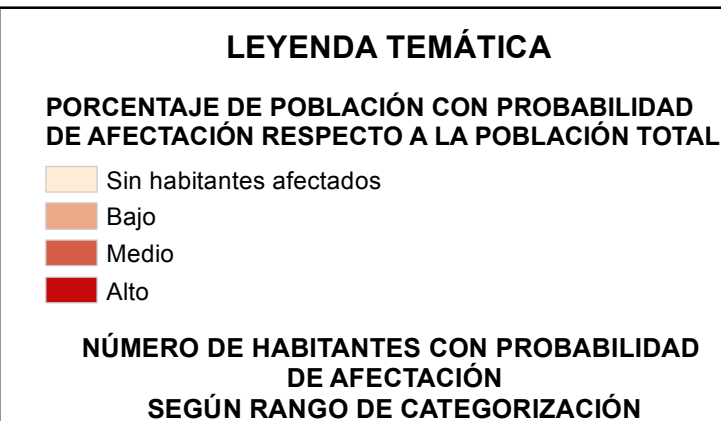 LEYENDA TEMÁTICA
PORCENTAJE DE POBLACIÓN CON PROBABILIDAD
DE AFECTACIÓN RESPECTO A LA POBLACIÓN TOTAL
Sin habitantes afectados
Bajo
Medio
Alto
NÚMERO DE HABITANTES CON PROBABILIDAD
DE AFECTACIÓN
SEGÚN RANGO DE CATEGORIZACIÓN